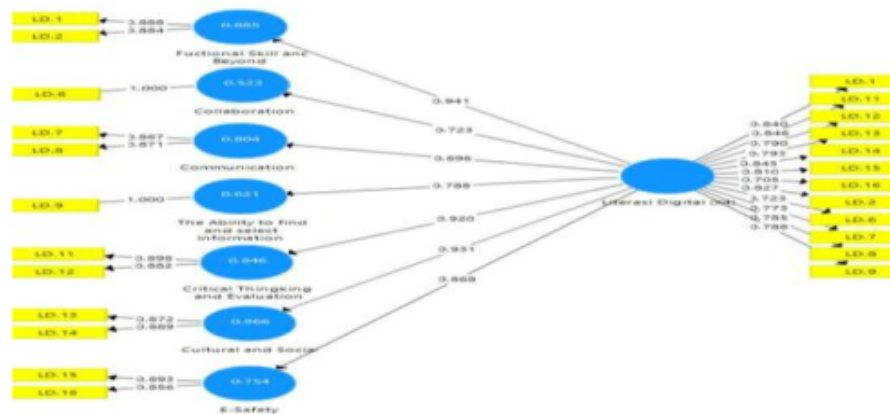 LD.1
0.888
LD.2
0.884
0.885
Fuctional Skill and
Beyond
LD.6
1.000
0.523
Collaboration
LD.7
0.867
LD.8
0.871
0.804
Communication
LD.9
1.000
0.621
The Ability to find
and select
Information
LD.11
0.898
LD.12
0.882
0.846
Critical Thingking
and Evaluation
LD.13
0.872
LD.14
0.889
0.866
Cultural and Social
LD.15
0.893
LD.16
0.856
0.754
E-Safety
0.941
0.723
0.896
0.788
0.920
0.931
0.868
Literasi Digital
0.840
0.846
0.790
0.793
0.845
0.810
0.705
0.827
0.723
0.773
0.785
0.788
LD.1
LD.11
LD.12
LD.13
LD.14
LD.15
LD.16
LD.2
LD.6
LD.7
LD.8
LD.9